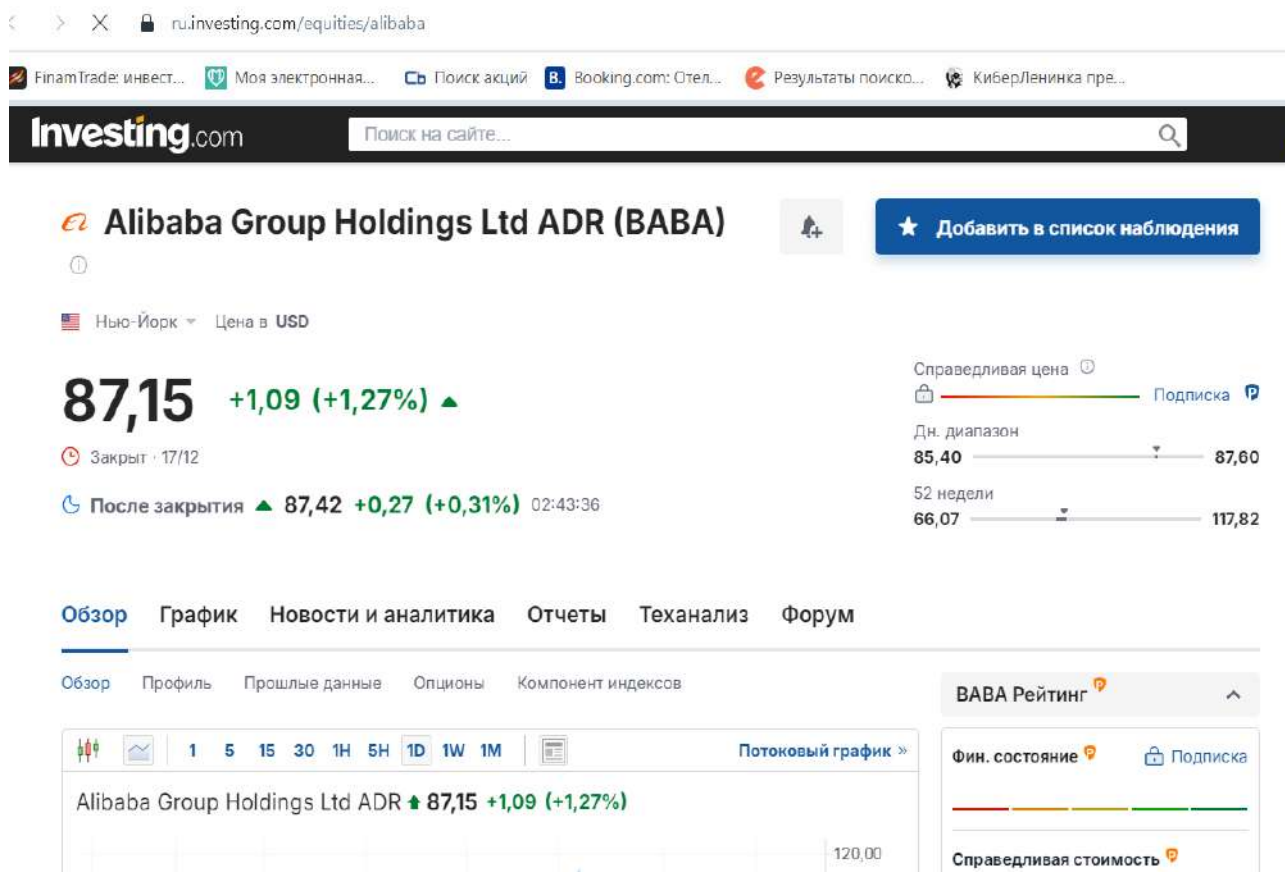 ru.investing.com/equities/alibaba
FinamTrade: инвест... Моя электронная... Сь Поиск акций B. Booking.com: Отел... Результаты поиско... КиберЛенинка пре...
Investing.com Поиск на сайте...
Alibaba Group Holdings Ltd ADR (BABA) Добавить в список наблюдения
Нью-Йорк Цена в USD
Справедливая цена
87,15 +1,09 (+1,27%) Подписка
Дн. диапазон
Закрыт · 17/12 85,40 87,60
52 недели
После закрытия 87,42 +0,27 (+0,31%) 02:43:36
66,07 117,82
Обзор График Новости и аналитика Отчеты Теханализ Форум
Обзор Профиль Прошлые данные Опционы Компонент индексов
BABA Рейтинг
1 5 15 30 1H 5H 1D 1W 1M Потоковый график »
Фин. состояние Подписка
Alibaba Group Holdings Ltd ADR 87,15 +1,09 (+1,27%)
120,00
Справедливая стоимость